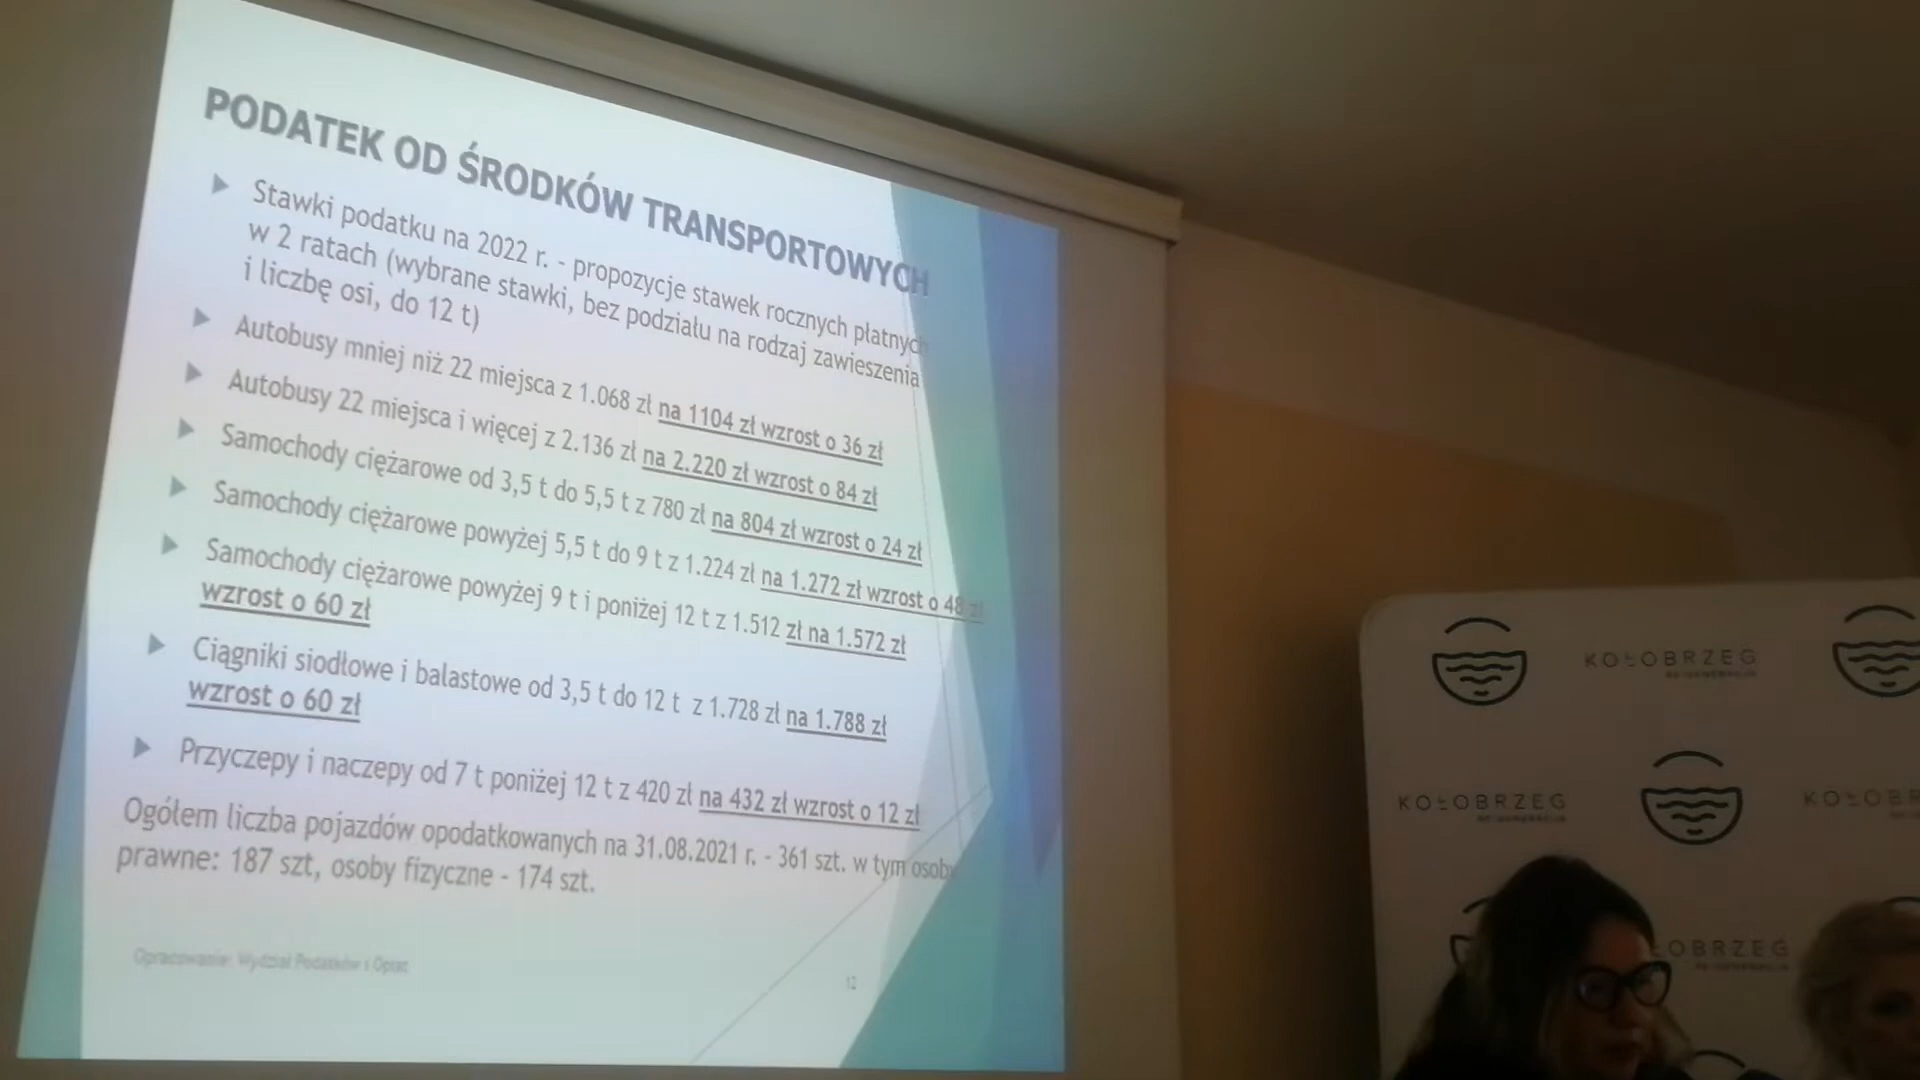 PODATEK OD ŚRODKÓW TRANSPORTOWYCH
Stawki podatku na 2022 r. - propozycje stawek rocznych płatnych
w 2 ratach (wybrane stawki, bez podziału na rodzaj zawieszenia
i liczbę osi, do 12 t)
Autobusy mniej niż 22 miejsca z 1.068 zł na 1104 zł wzrost o 36 zł
Autobusy 22 miejsca i więcej z 2.136 zł na 2.220 zł wzrost o 84 zł
Samochody ciężarowe od 3,5 t do 5,5 t z 780 zł na 804 zł wzrost o 24 zł
Samochody ciężarowe powyżej 5,5 t do 9 t z 1.224 zł na 1.272 zł wzrost o 48 zł
Samochody ciężarowe powyżej 9 t i poniżej 12 t z 1.512 zł na 1.572 zł
wzrost o 60 zł
Ciągniki siodłowe i balastowe od 3,5 t do 12 t z 1.728 zł na 1.788 zł
wzrost o 60 zł
Przyczepy i naczepy od 7 t poniżej 12 t z 420 zł na 432 zł wzrost o 12 zł
Ogółem liczba pojazdów opodatkowanych na 31.08.2021 r. - 361 szt. w tym osoby
prawne: 187 szt, osoby fizyczne - 174 szt.
Opracowanie: Wydział Podatków i Opłat
12
KOŁOBRZEG
KOŁOBRZEG
KOŁOBR
ŁOBRZEG